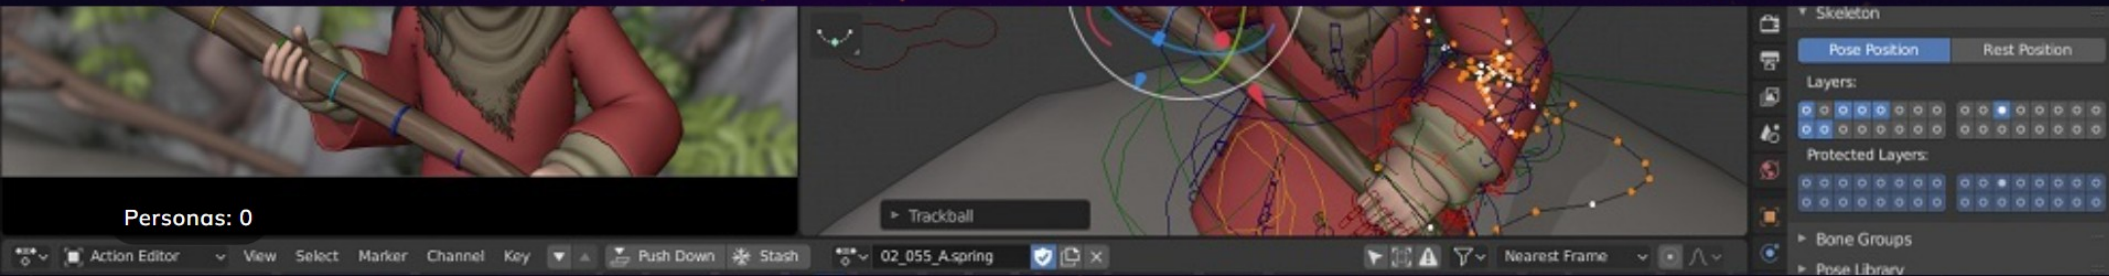 Skeleton
Pose Position Rest Position
Layers:
Protected Layers:
Personas: 0
Trackball
Bone Groups
Action Editor View Select Marker Channel Key Push Down Stash 02_055_A.spring Nearest Frame
Pose Library